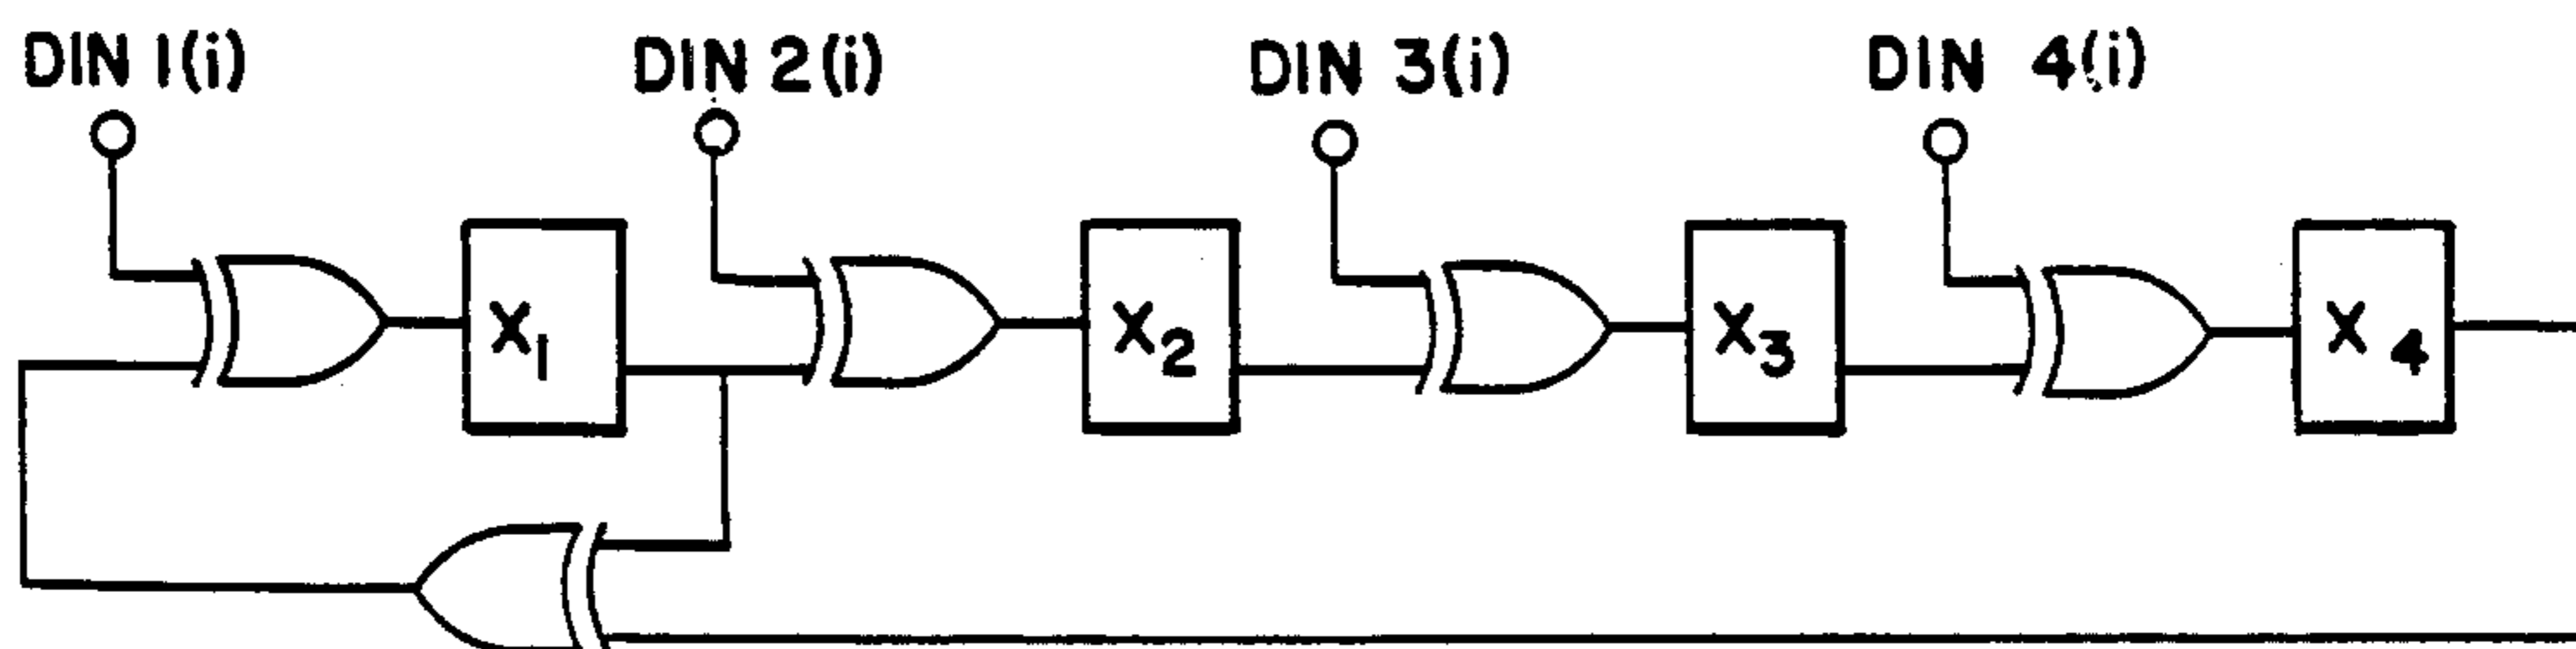 DIN 1(i) DIN 2(i) DIN 3(i) DIN 4(i)
X1 X2 X3 X4